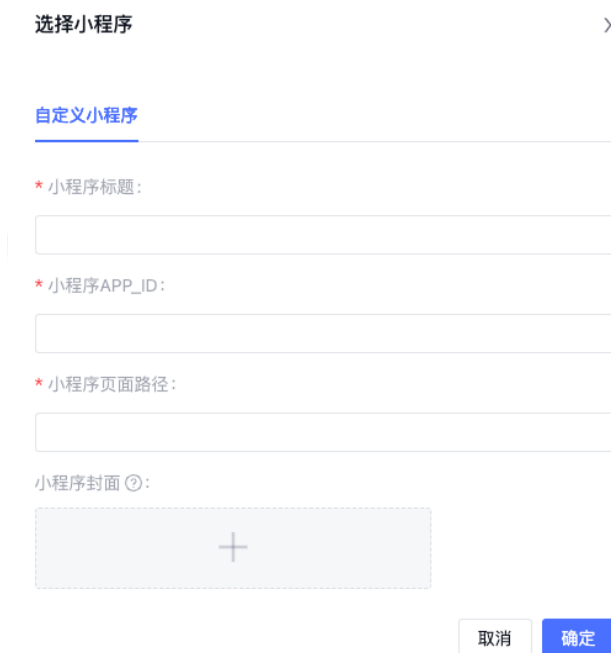 选择小程序
自定义小程序
* 小程序标题:
* 小程序APP_ID:
* 小程序页面路径:
小程序封面?:
取消 确定